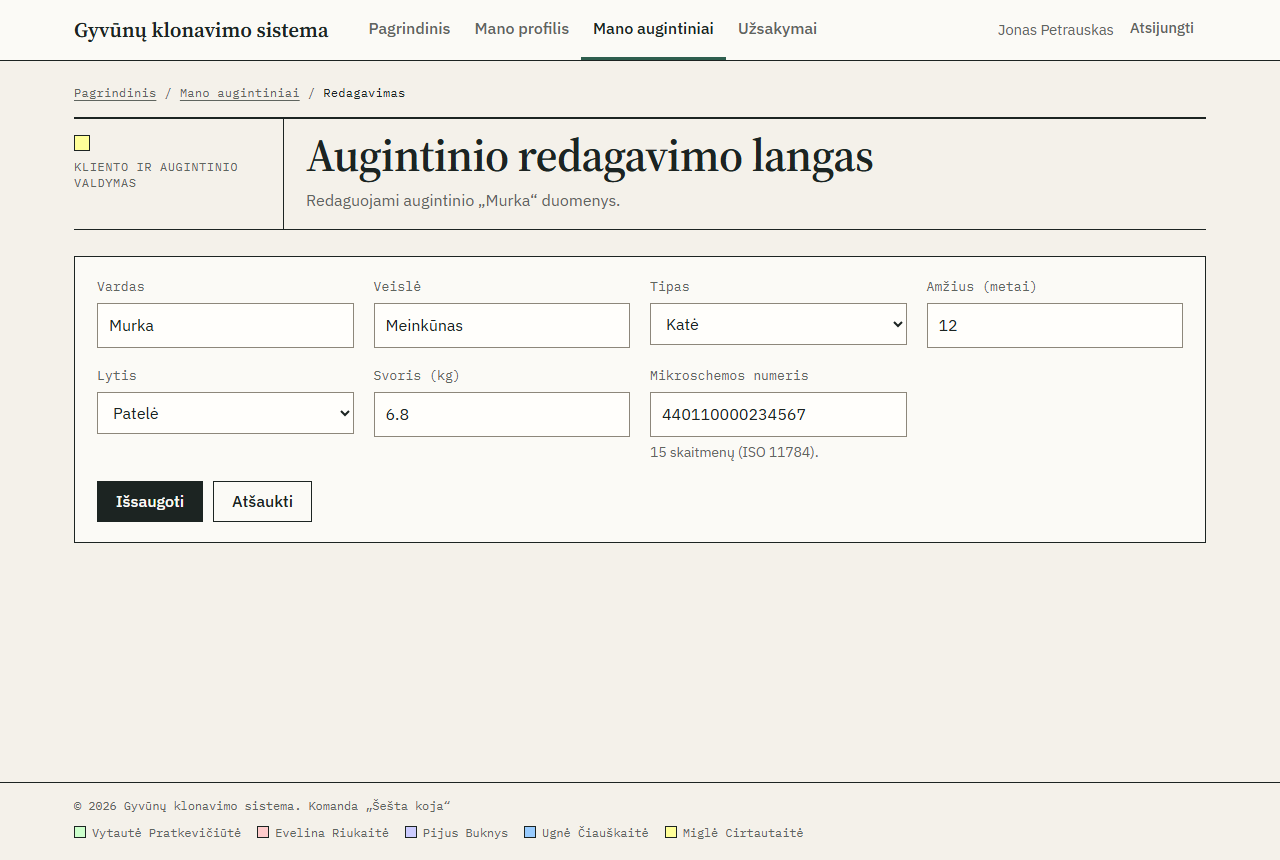 Gyvūnų klonavimo sistema
Pagrindinis
Mano profilis
Mano augintiniai
Užsakymai
Jonas Petrauskas
Atsijungti
Pagrindinis / Mano augintiniai / Redagavimas
KLIENTO IR AUGINTINIO
VALDYMAS
Augintinio redagavimo langas
Redaguojami augintinio „Murka“ duomenys.
Vardas
Veislė
Tipas
Amžius (metai)
Murka
Meinkūnas
Katė
12
Lytis
Svoris (kg)
Mikroschemos numeris
Patelė
6.8
440110000234567
15 skaitmenų (ISO 11784).
Išsaugoti
Atšaukti
© 2026 Gyvūnų klonavimo sistema. Komanda „Šešta koja“
Vytautė Pratkevičiūtė
Evelina Riukaitė
Pijus Buknys
Ugnė Čiauškaitė
Miglė Cirtautaitė